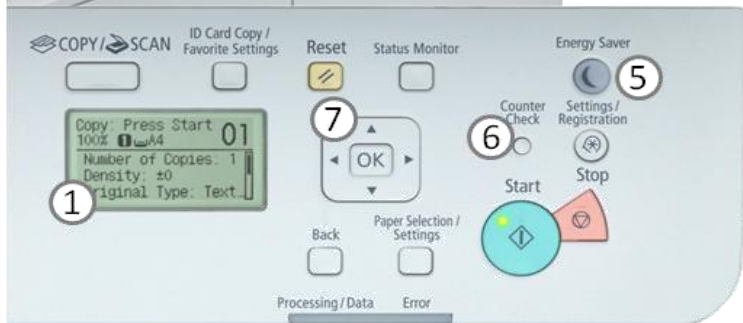 COPY/SCAN
ID Card Copy /
Favorite Settings
Reset
Status Monitor
Energy Saver
5
Copy: Press Start 01
100% 1 A4
Number of Copies: 1
Density: ±0
Original Type: Text
1
7
OK
Counter
Check
6
Settings /
Registration
Start
Stop
Back
Paper Selection /
Settings
Processing / Data
Error